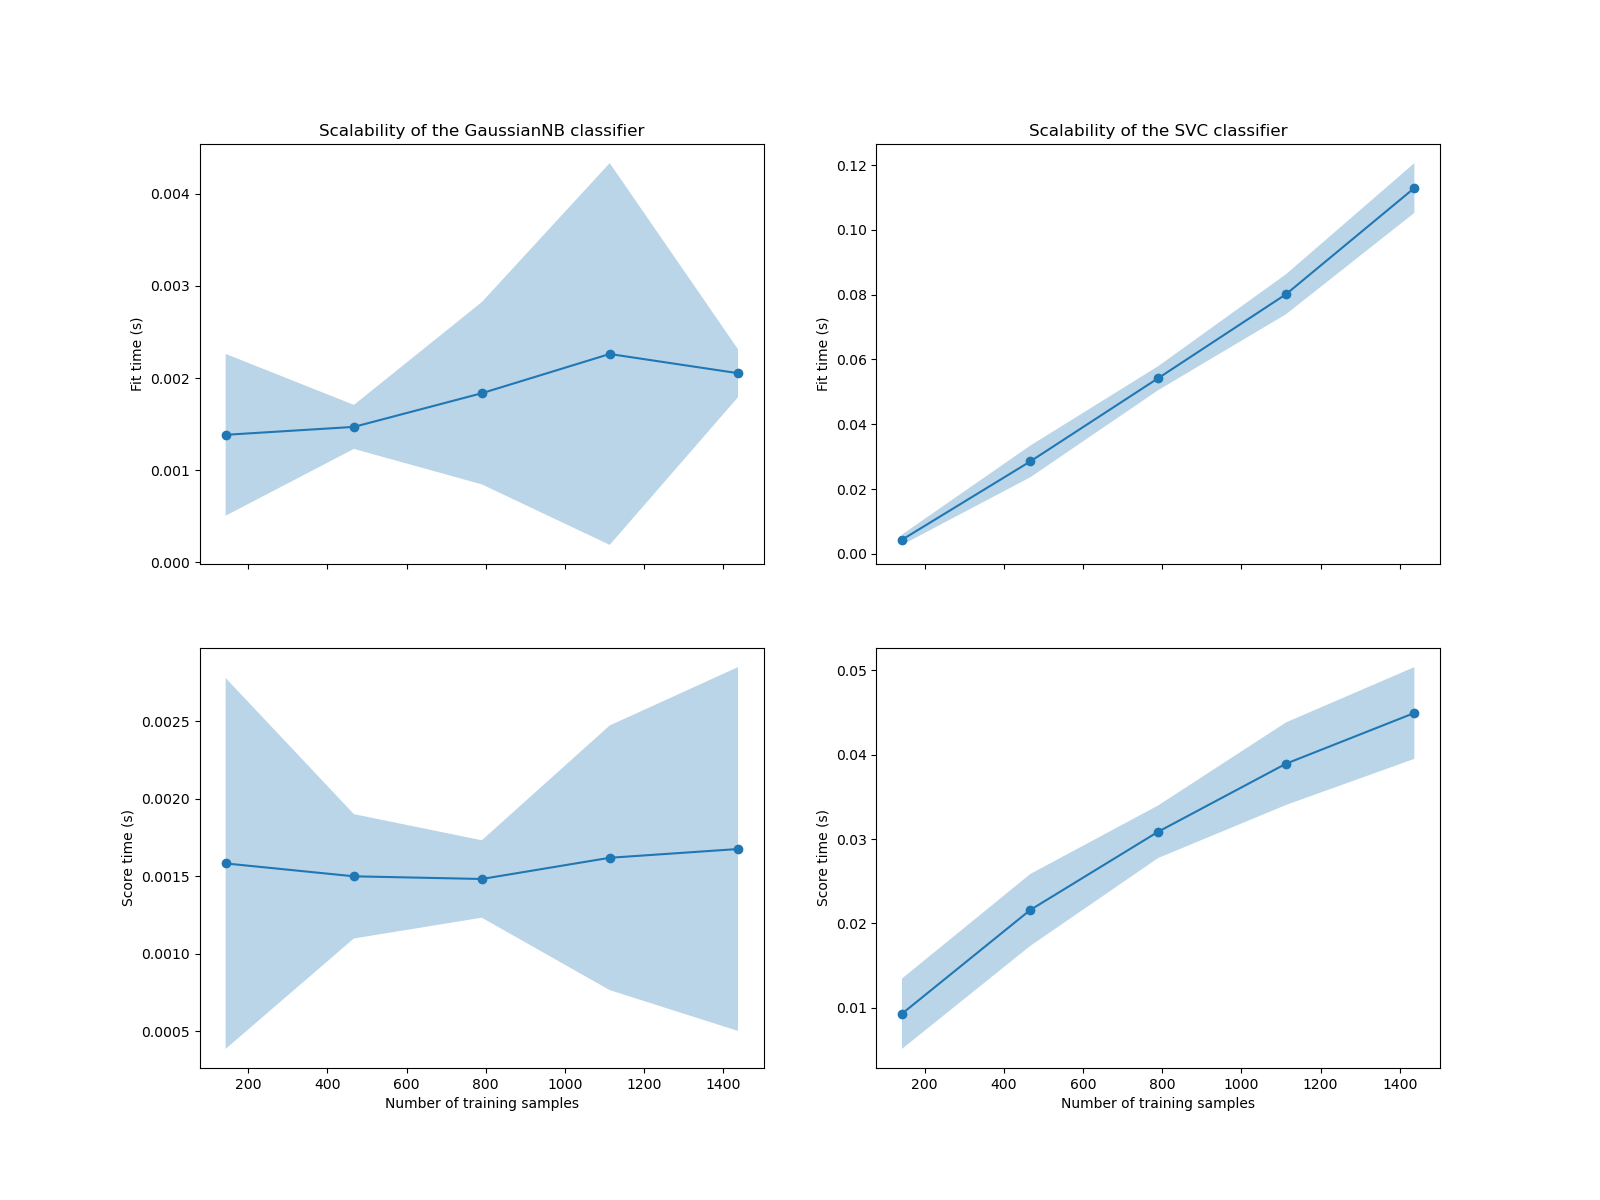 Scalability of the GaussianNB classifier
0.004
0.003
0.002
0.001
0.000
Fit time (s)
Scalability of the SVC classifier
0.12
0.10
0.08
0.06
0.04
0.02
0.00
Fit time (s)
0.0025
0.0020
0.0015
0.0010
0.0005
Score time (s)
200 400 600 800 1000 1200 1400
Number of training samples
0.05
0.04
0.03
0.02
0.01
Score time (s)
200 400 600 800 1000 1200 1400
Number of training samples